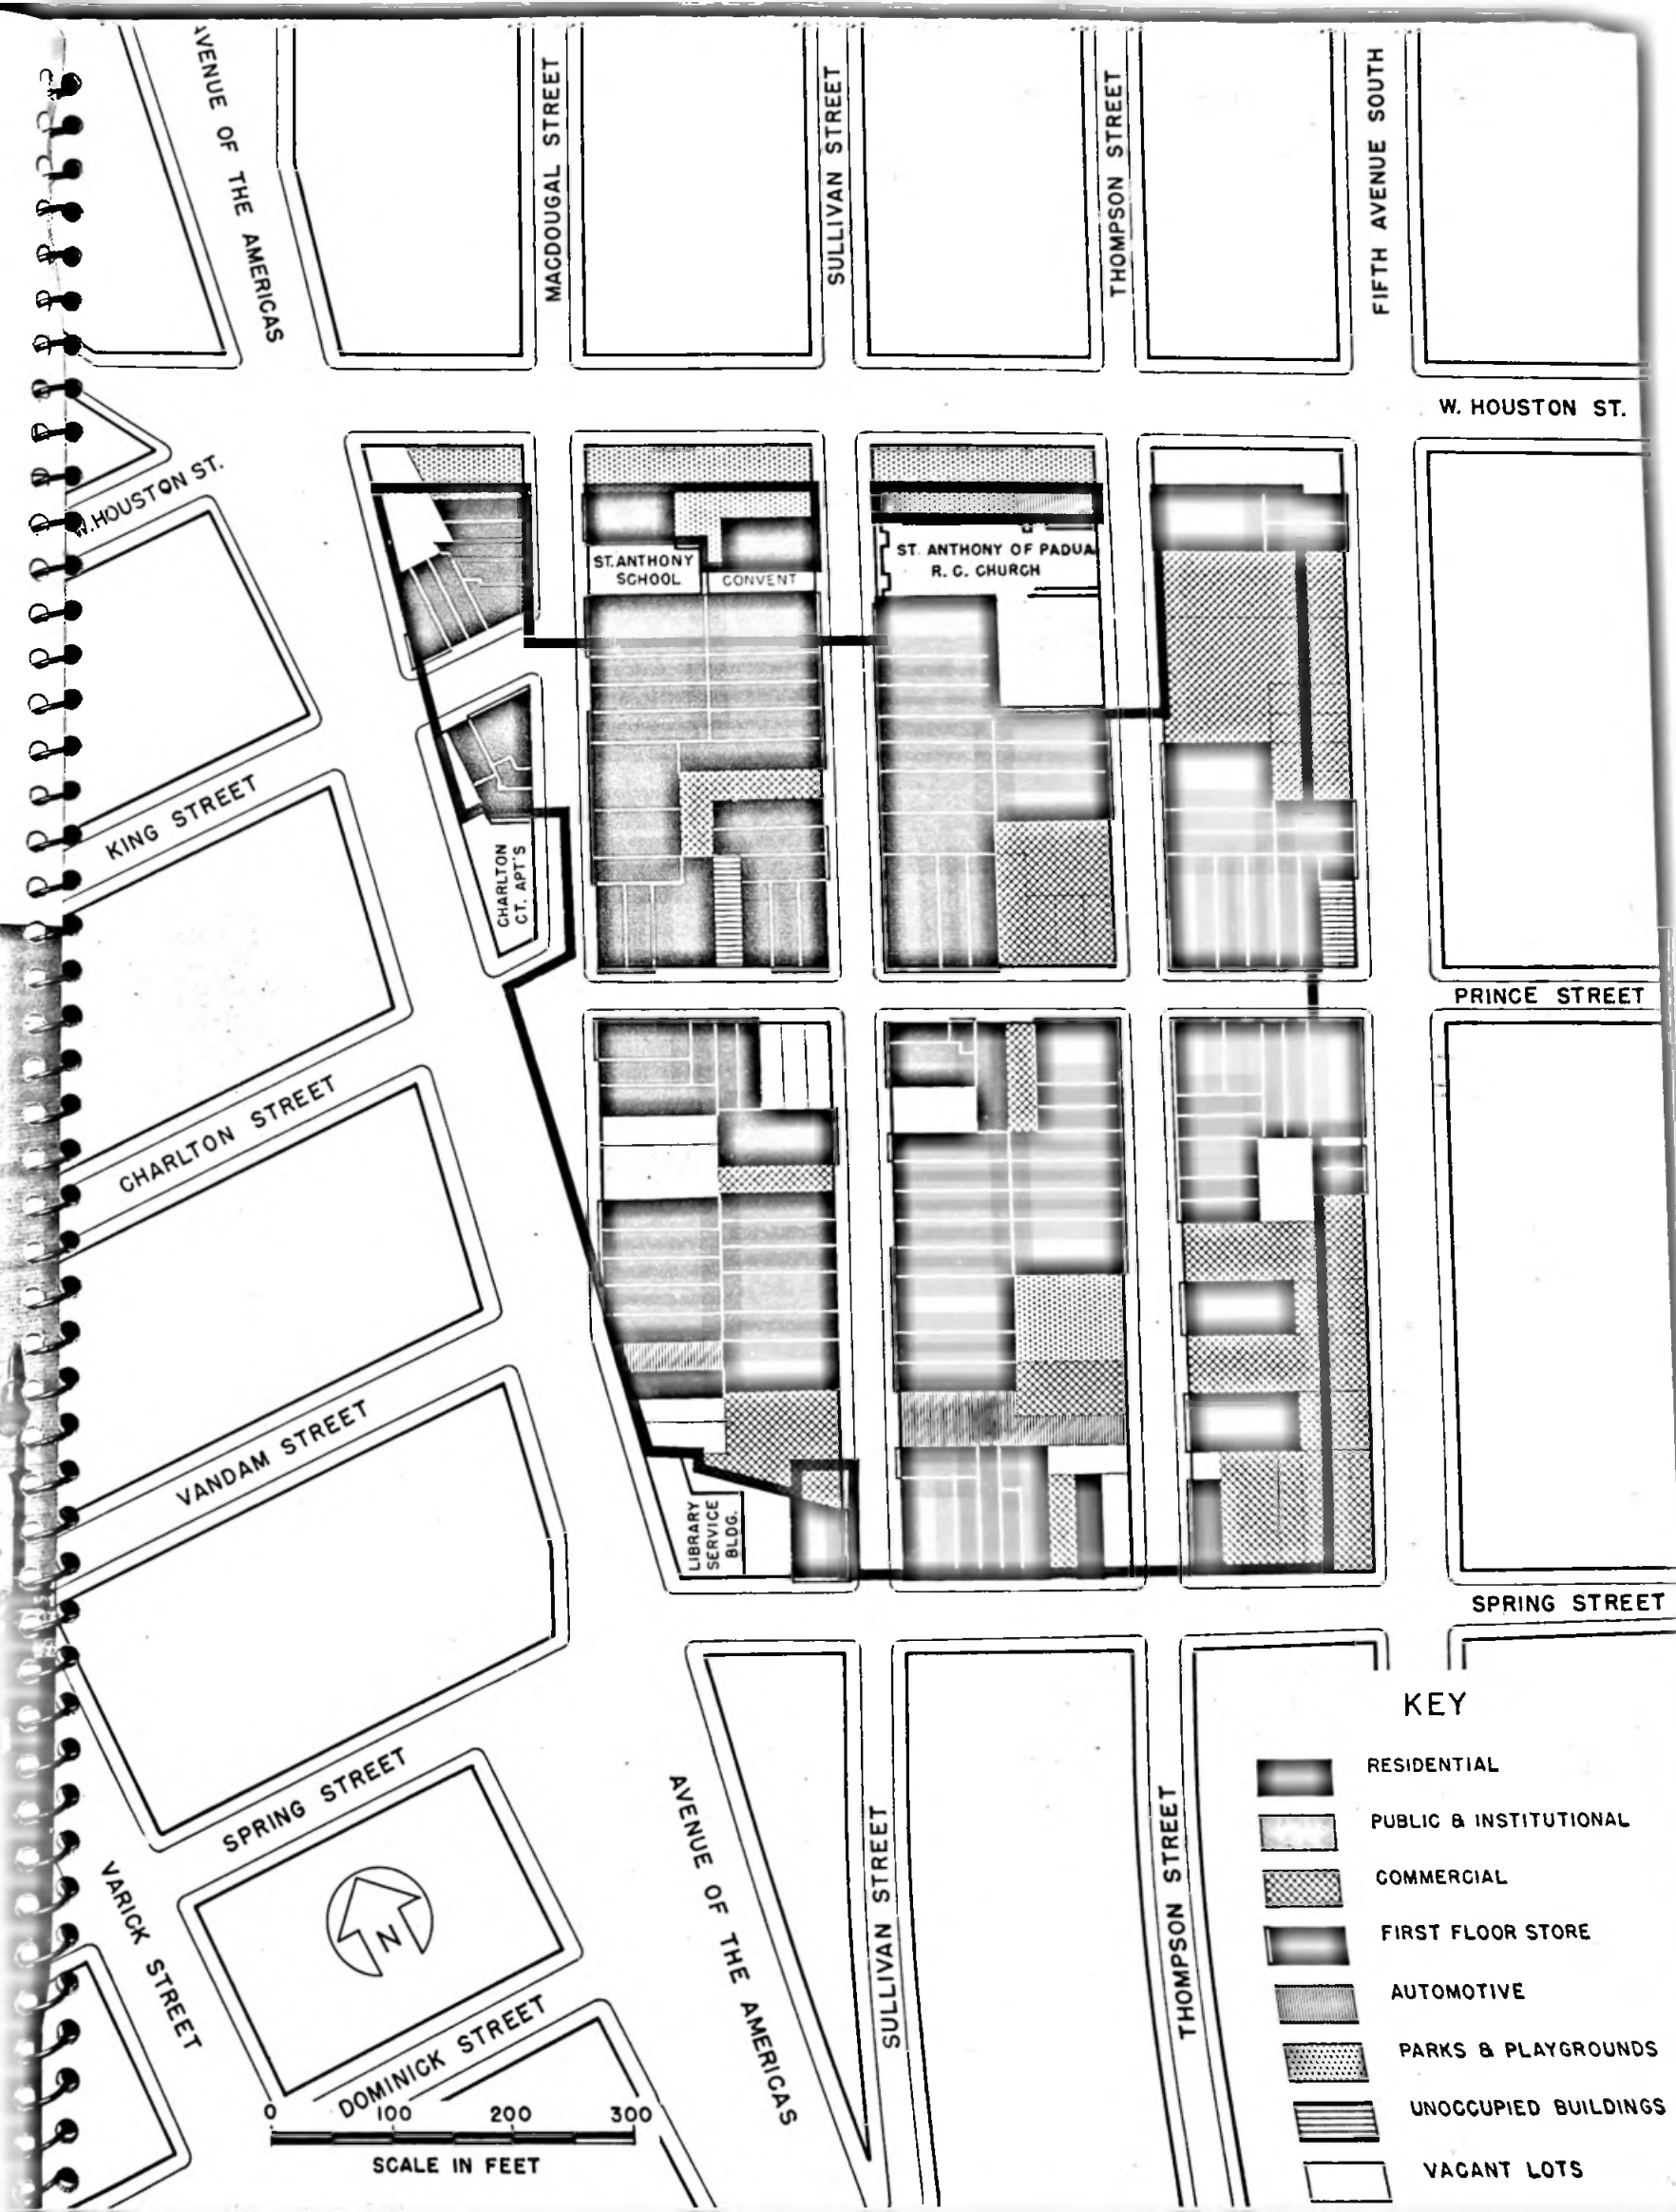 AVENUE OF THE AMERICAS
MACDOUGAL STREET
SULLIVAN STREET
THOMPSON STREET
FIFTH AVENUE SOUTH
W. HOUSTON ST.
W. HOUSTON ST.
ST. ANTHONY
SCHOOL
CONVENT
ST. ANTHONY OF PADUA
R. C. CHURCH
KING STREET
CHARLTON
CT. APT'S
PRINCE STREET
CHARLTON STREET
VANDAM STREET
LIBRARY
SERVICE
BLDG.
SPRING STREET
SPRING STREET
VARICK STREET
N
DOMINICK STREET
AVENUE OF THE AMERICAS
SULLIVAN STREET
THOMPSON STREET
0 100 200 300
SCALE IN FEET
KEY
RESIDENTIAL
PUBLIC & INSTITUTIONAL
COMMERCIAL
FIRST FLOOR STORE
AUTOMOTIVE
PARKS & PLAYGROUNDS
UNOCCUPIED BUILDINGS
VACANT LOTS